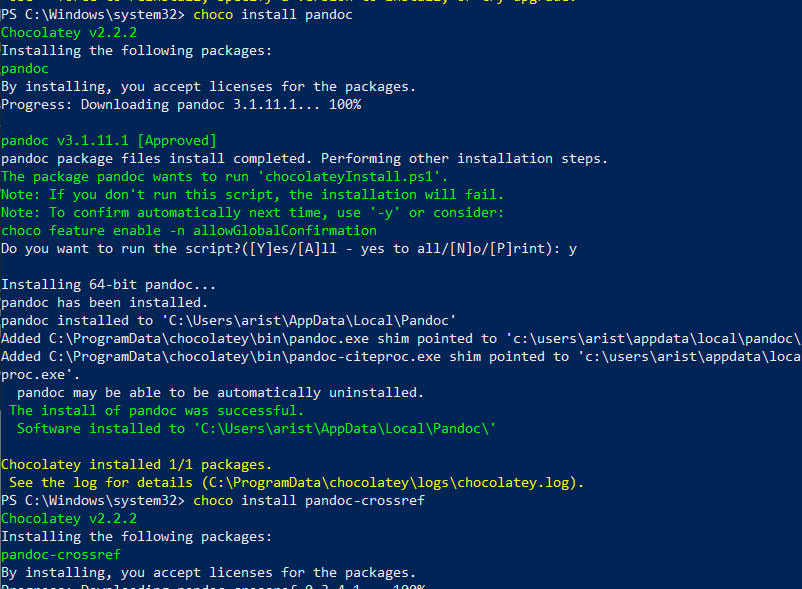 PS C:\Windows\system32> choco install pandoc
Chocolatey v2.2.2
Installing the following packages:
pandoc
By installing, you accept licenses for the packages.
Progress: Downloading pandoc 3.1.11.1... 100%
pandoc v3.1.11.1 [Approved]
pandoc package files install completed. Performing other installation steps.
The package pandoc wants to run 'chocolateyInstall.ps1'.
Note: If you don't run this script, the installation will fail.
Note: To confirm automatically next time, use '-y' or consider:
choco feature enable -n allowGlobalConfirmation
Do you want to run the script?([Y]es/[A]ll - yes to all/[N]o/[P]rint): y
Installing 64-bit pandoc...
pandoc has been installed.
pandoc installed to 'C:\Users\arist\AppData\Local\Pandoc'
Added C:\ProgramData\chocolatey\bin\pandoc.exe shim pointed to 'c:\users\arist\appdata\local\pandoc\
Added C:\ProgramData\chocolatey\bin\pandoc-citeproc.exe shim pointed to 'c:\users\arist\appdata\loca
proc.exe'.
pandoc may be able to be automatically uninstalled.
The install of pandoc was successful.
Software installed to 'C:\Users\arist\AppData\Local\Pandoc\'
Chocolatey installed 1/1 packages.
See the log for details (C:\ProgramData\chocolatey\logs\chocolatey.log).
PS C:\Windows\system32> choco install pandoc-crossref
Chocolatey v2.2.2
Installing the following packages:
pandoc-crossref
By installing, you accept licenses for the packages.